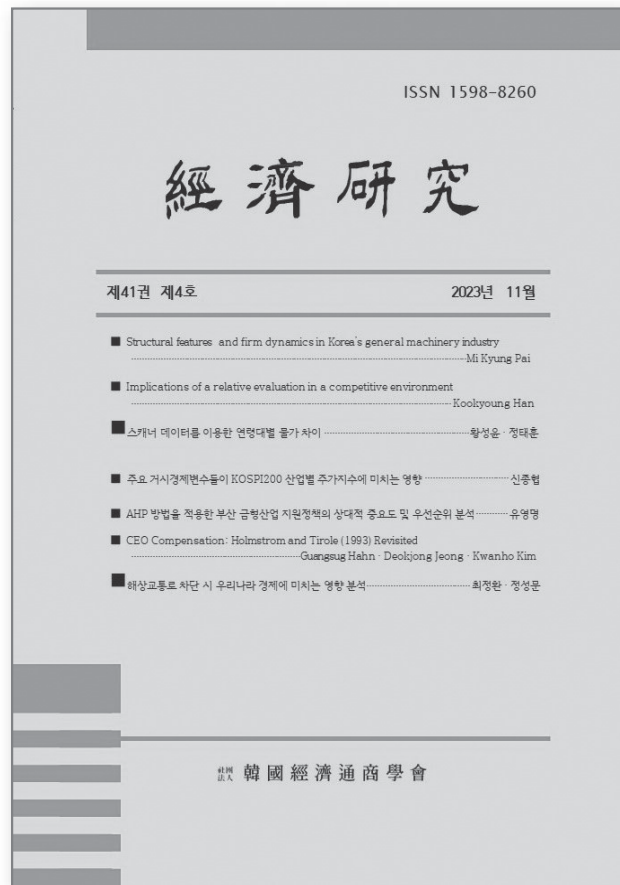 ISSN 1598-8260
經濟研究
제41권 제4호 2023년 11월
■ Structural features and firm dynamics in Korea's general machinery industry
Mi Kyung Pai
■ Implications of a relative evaluation in a competitive environment
Kookyoung Han
■ 스캐너 데이터를 이용한 연령대별 물가 차이 황성윤 · 정태훈
■ 주요 거시경제변수들이 KOSPI200 산업별 주가지수에 미치는 영향 신종협
■ AHP 방법을 적용한 부산 금형산업 지원정책의 상대적 중요도 및 우선순위 분석 유영명
■ CEO Compensation: Holmstrom and Tirole (1993) Revisited
Guangsug Hahn · Deokjong Jeong · Kwanho Kim
■ 해상교통로 차단 시 우리나라 경제에 미치는 영향 분석 최정환 · 정성문
社團法人 韓國經濟通商學會